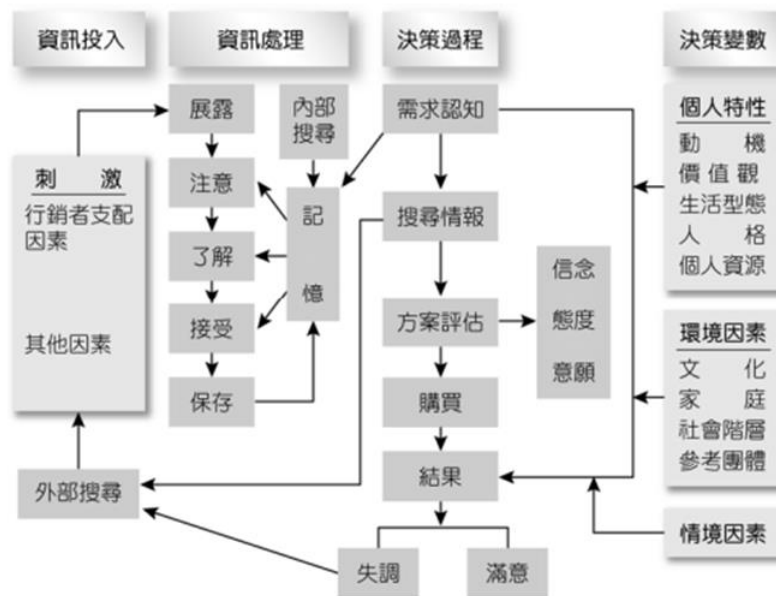 資訊投入
資訊處理
決策過程
決策變數
刺 激
行銷者支配
因素
其他因素
外部搜尋
展露
注意
了解
接受
保存
內部
搜尋
記
憶
需求認知
搜尋情報
方案評估
購買
結果
失調
滿意
信念
態度
意願
個人特性
動 機
價值觀
生活型態
人 格
個人資源
環境因素
文 化
家 庭
社會階層
參考團體
情境因素